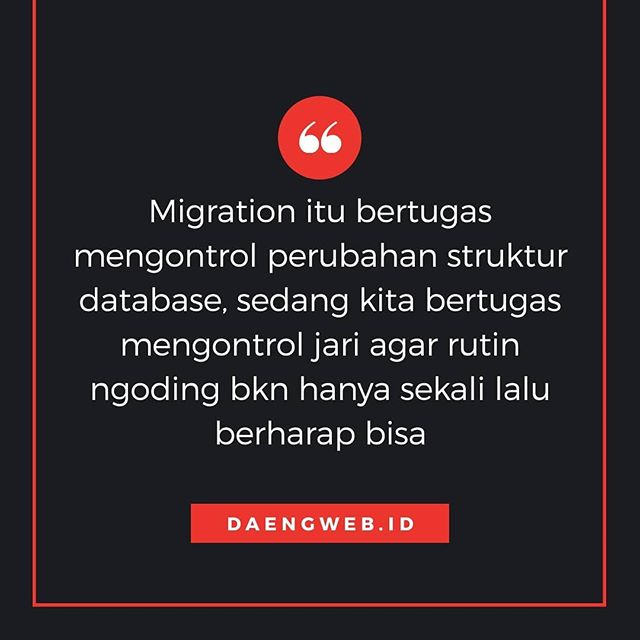 “
Migration itu bertugas
mengontrol perubahan struktur
database, sedang kita bertugas
mengontrol jari agar rutin
ngoding bkn hanya sekali lalu
berharap bisa
DAENGWEB.ID